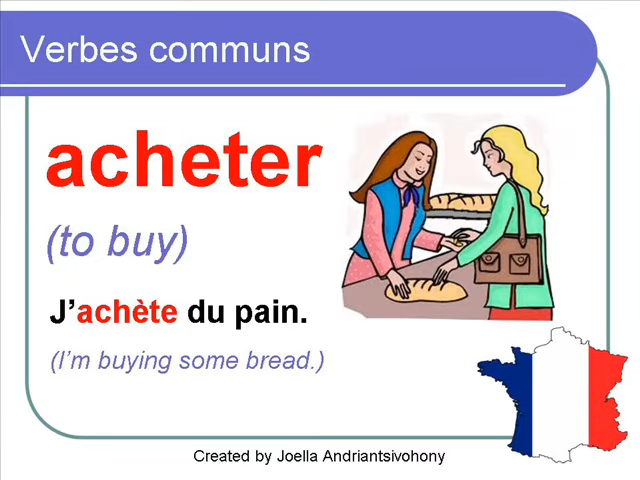 Verbes communs
acheter
(to buy)
J'achète du pain.
(I'm buying some bread.)
Created by Joella Andriantsivohony